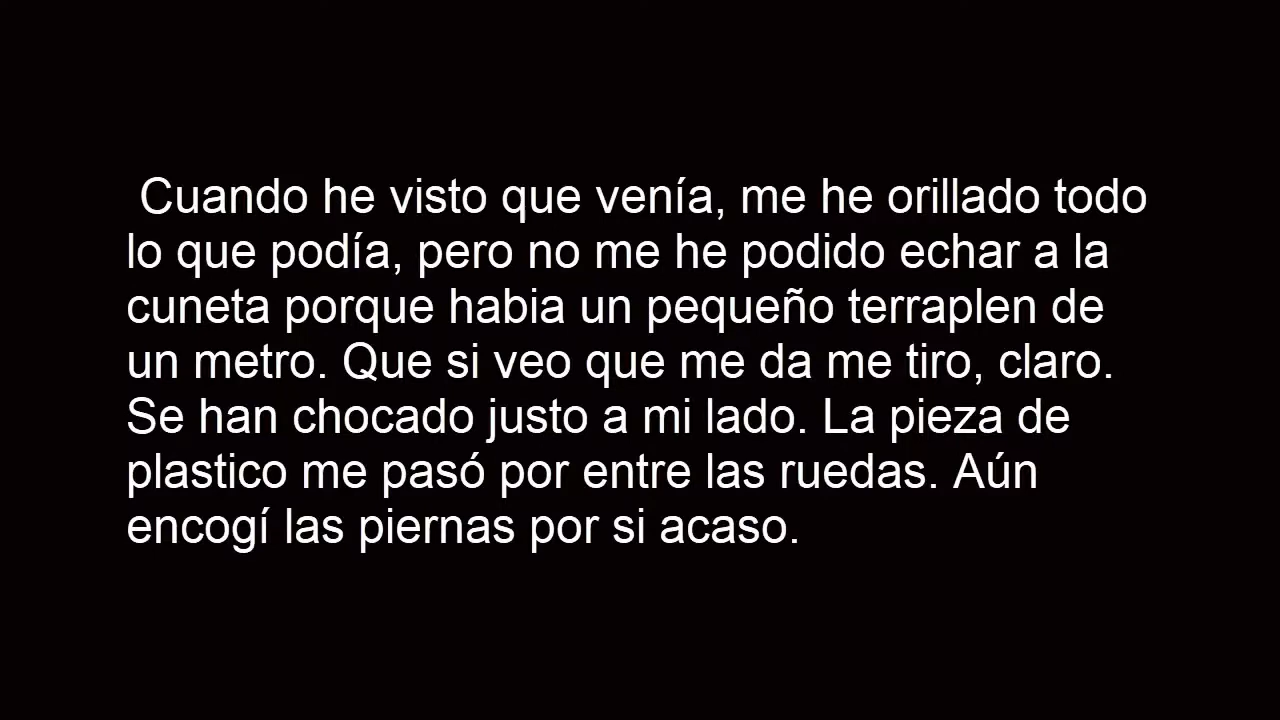 Cuando he visto que venía, me he orillado todo
lo que podía, pero no me he podido echar a la
cuneta porque habia un pequeño terraplen de
un metro. Que si veo que me da me tiro, claro.
Se han chocado justo a mi lado. La pieza de
plastico me pasó por entre las ruedas. Aún
encogí las piernas por si acaso.